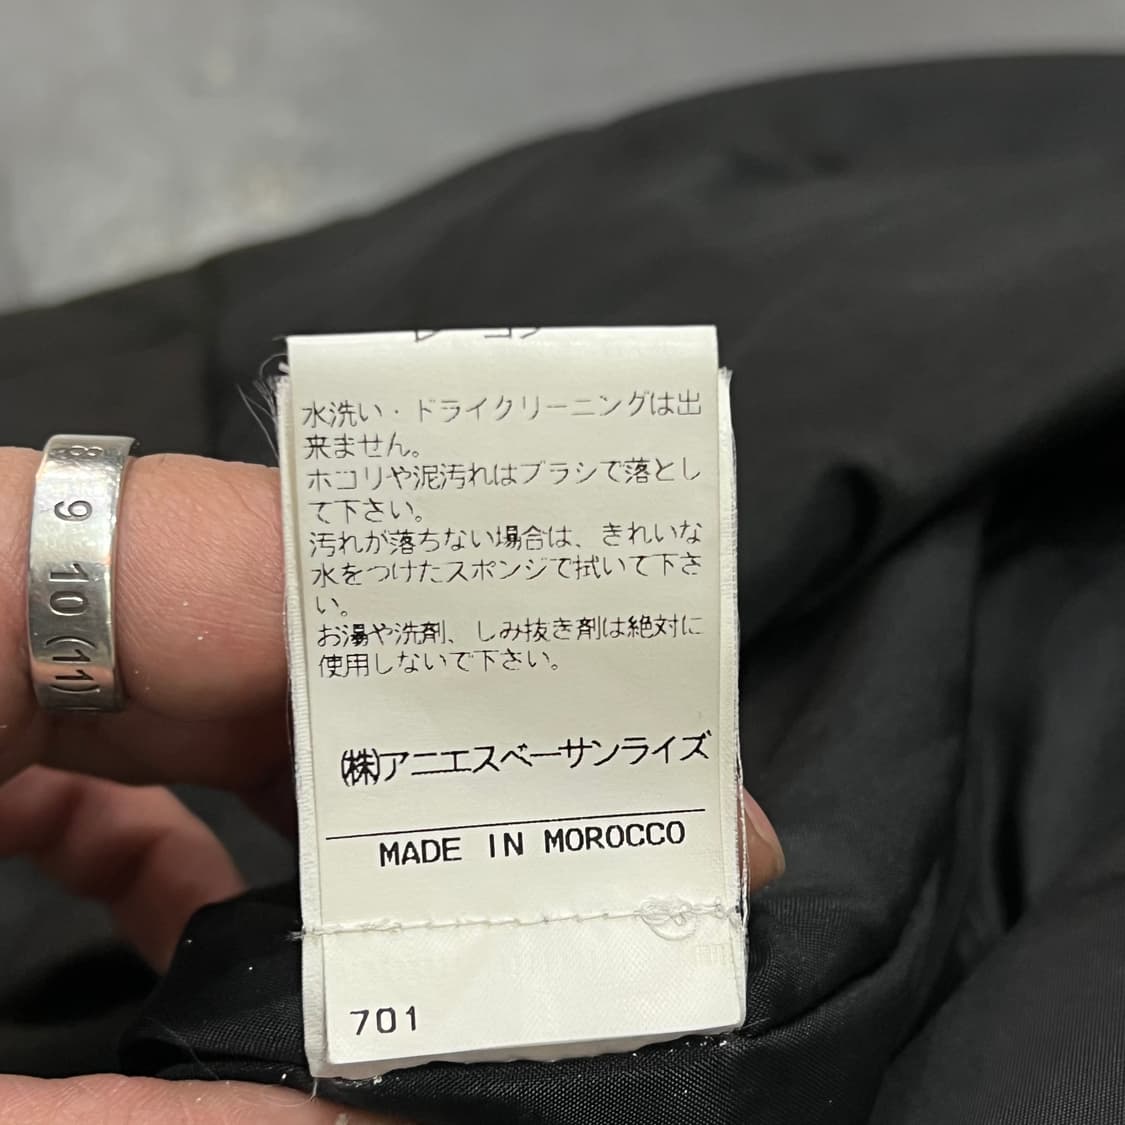 水洗い・ドライクリーニングは出
来ません。
ホコリや泥汚れはブラシで落とし
て下さい。
汚れが落ちない場合は、きれいな
水をつけたスポンジで拭いて下さ
い。
お湯や洗剤、しみ抜き剤は絶対に
使用しないで下さい。
㈱アニエスベーサンライズ
MADE IN MOROCCO
701
8 9 10 (11)